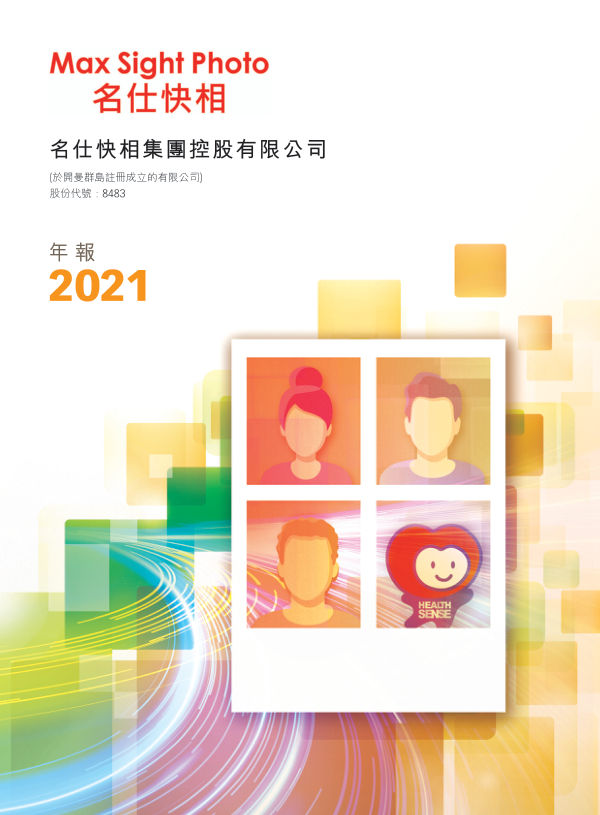 Max Sight Photo
名仕快相
名仕快相集團控股有限公司
(於開曼群島註冊成立的有限公司)
股份代號：8483
年報
2021
HEALTH
SENSE